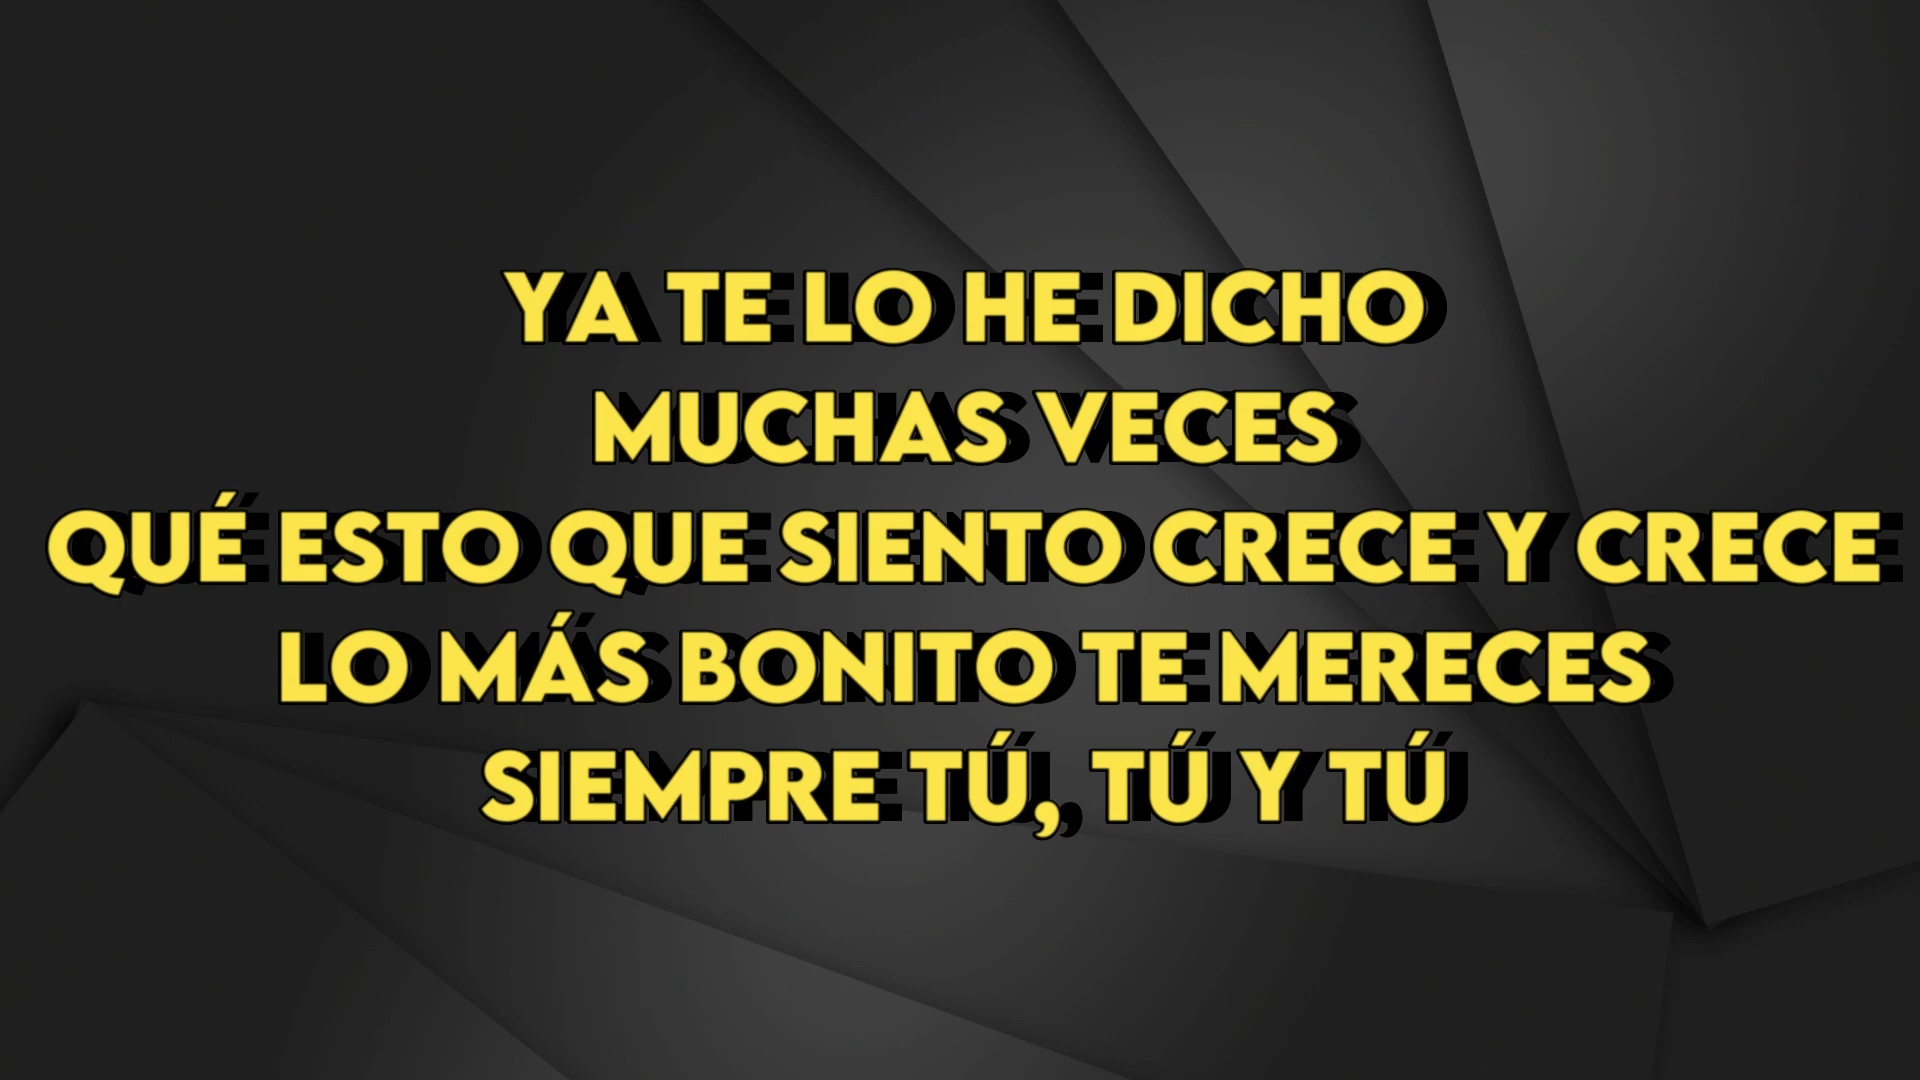 YA TE LO HE DICHO
MUCHAS VECES
QUÉ ESTO QUE SIENTO CRECE Y CRECE
LO MÁS BONITO TE MERECES
SIEMPRE TÚ, TÚ Y TÚ